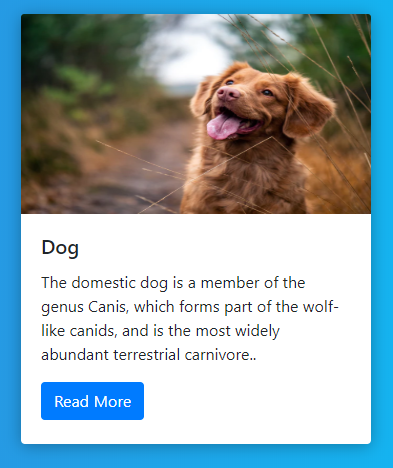 Dog
The domestic dog is a member of the
genus Canis, which forms part of the wolf-
like canids, and is the most widely
abundant terrestrial carnivore..
Read More